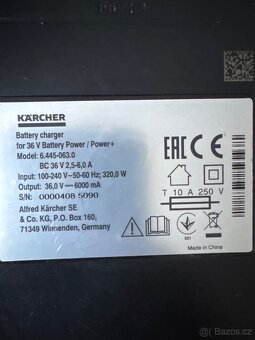 KÄRCHER
Battery charger
for 36 V Battery Power / Power+
Model: 6.445-063.0
BC 36 V 2,5-6,0 A
Input: 100-240 V~50-60 Hz; 320,0 W
Output: 36,0 V⎓6000 mA
S/N: 0000408 5090
Alfred Kärcher SE
& Co. KG, P.O. Box 160,
71349 Winnenden, Germany
EAC CE
T 10 A 250 V
Made in China
bazos.cz